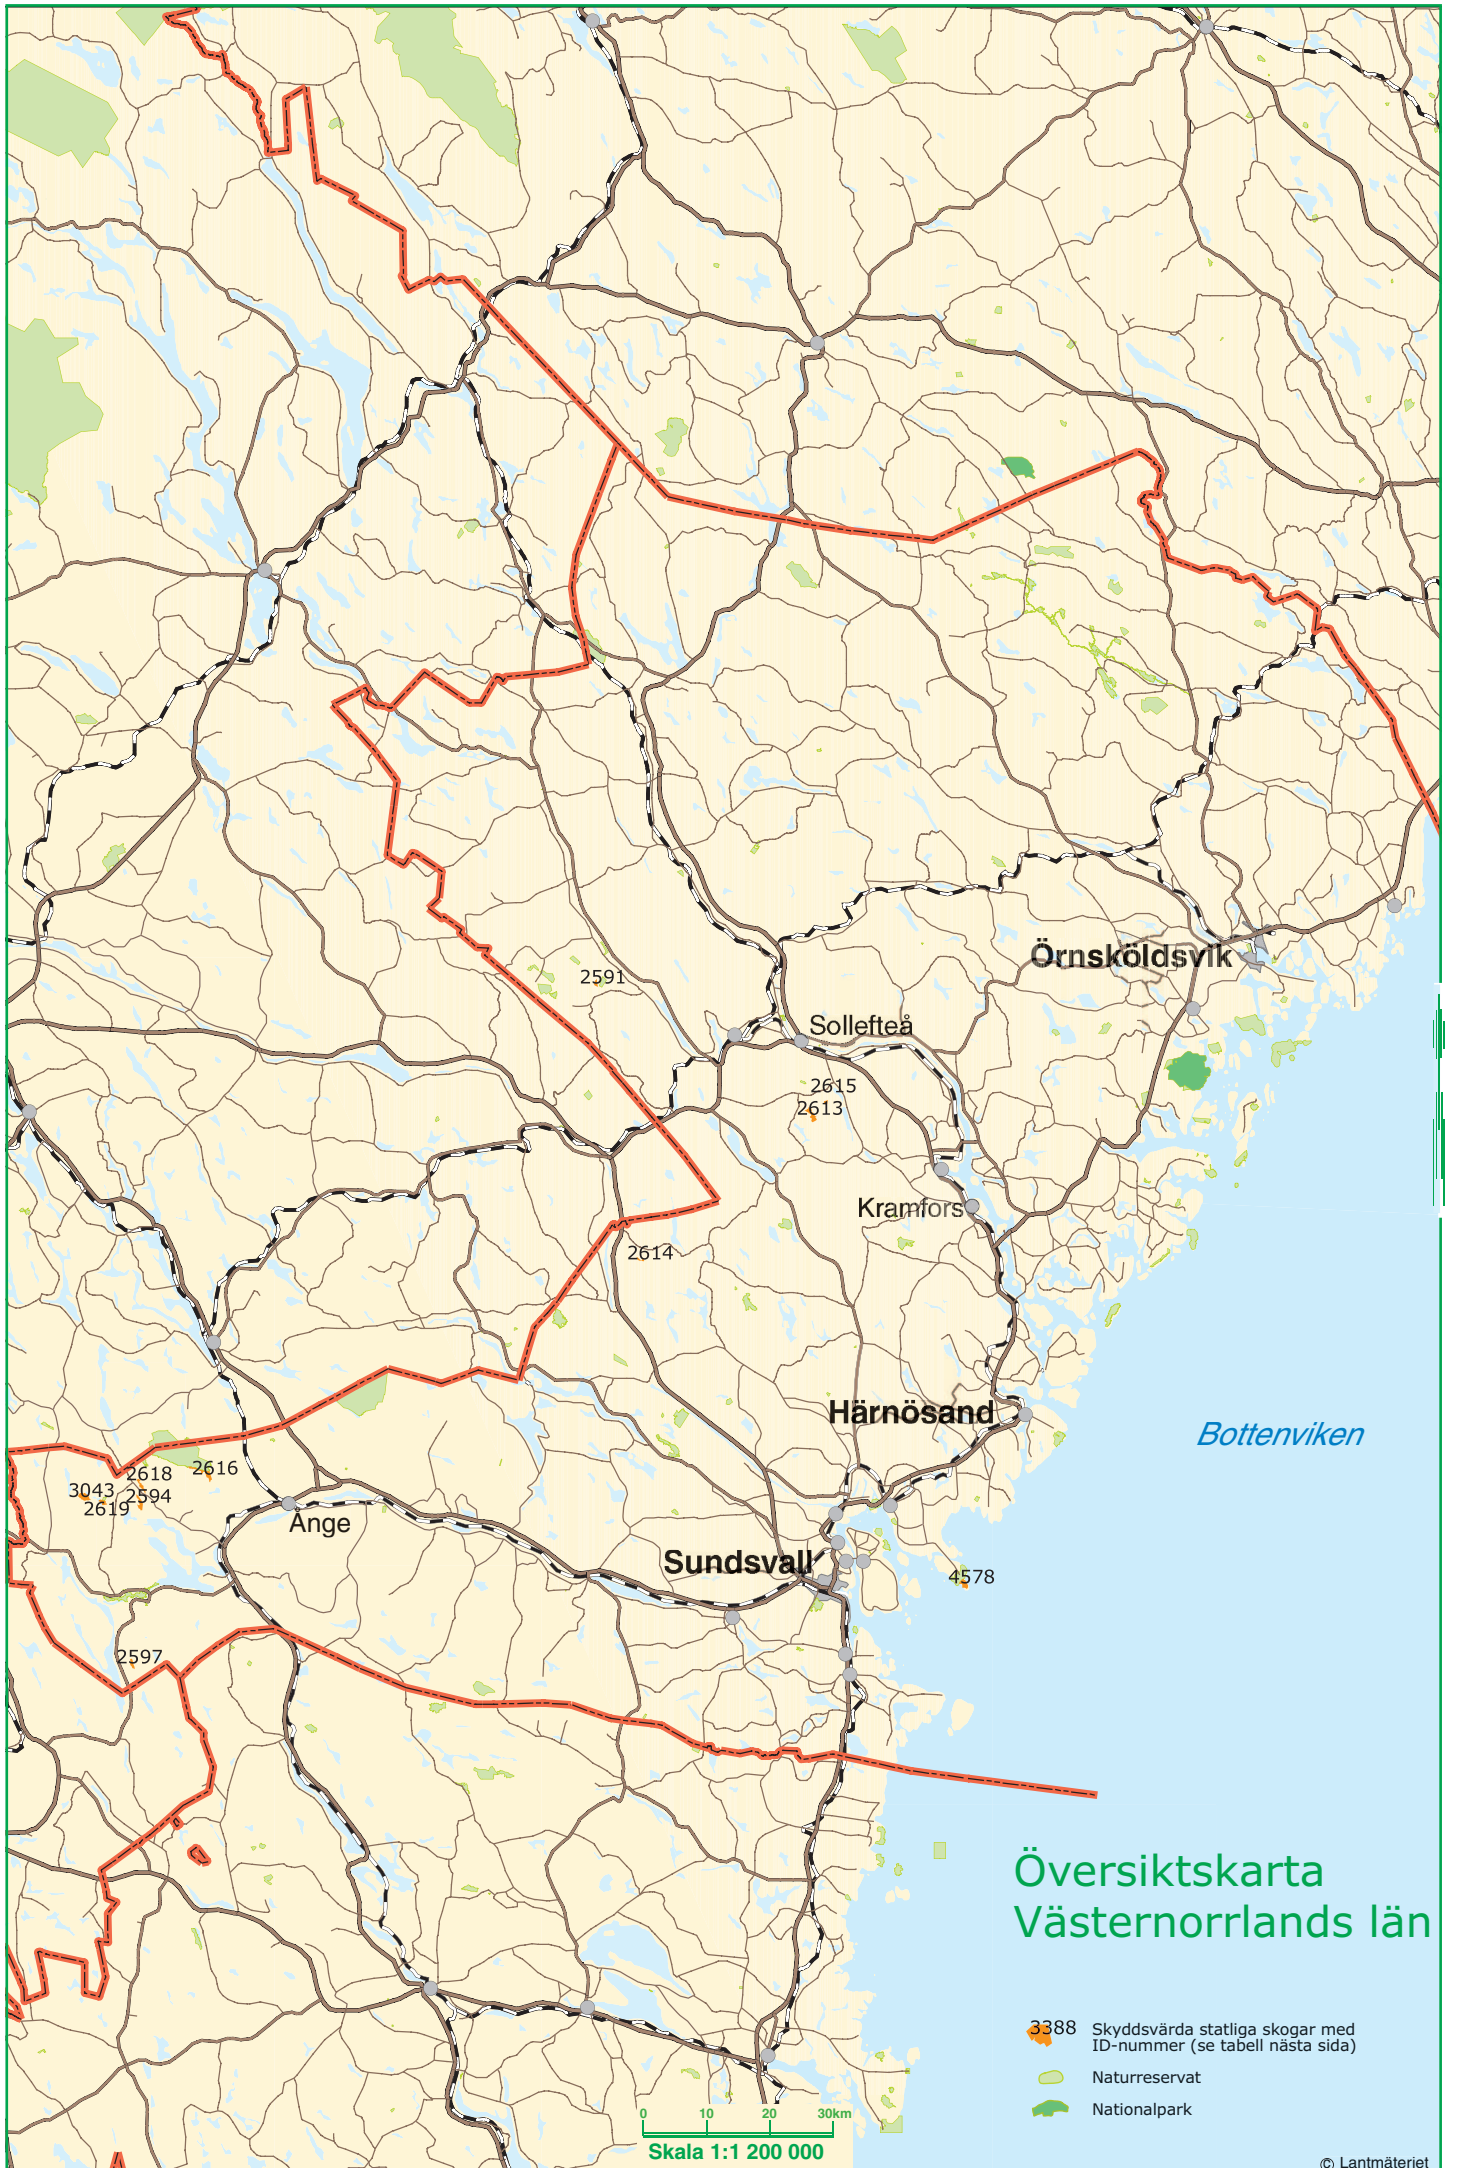 Örnsköldsvik
2591
Sollefteå
2615
2613
Kramfors
2614
Härnösand
Bottenviken
2618
2616
3043
2594
2619
Ånge
Sundsvall
4578
2597
Översiktskarta
Västernorrlands län
3388 Skyddsvärda statliga skogar med
ID-nummer (se tabell nästa sida)
Naturreservat
Nationalpark
0 10 20 30km
Skala 1:1 200 000
© Lantmäteriet